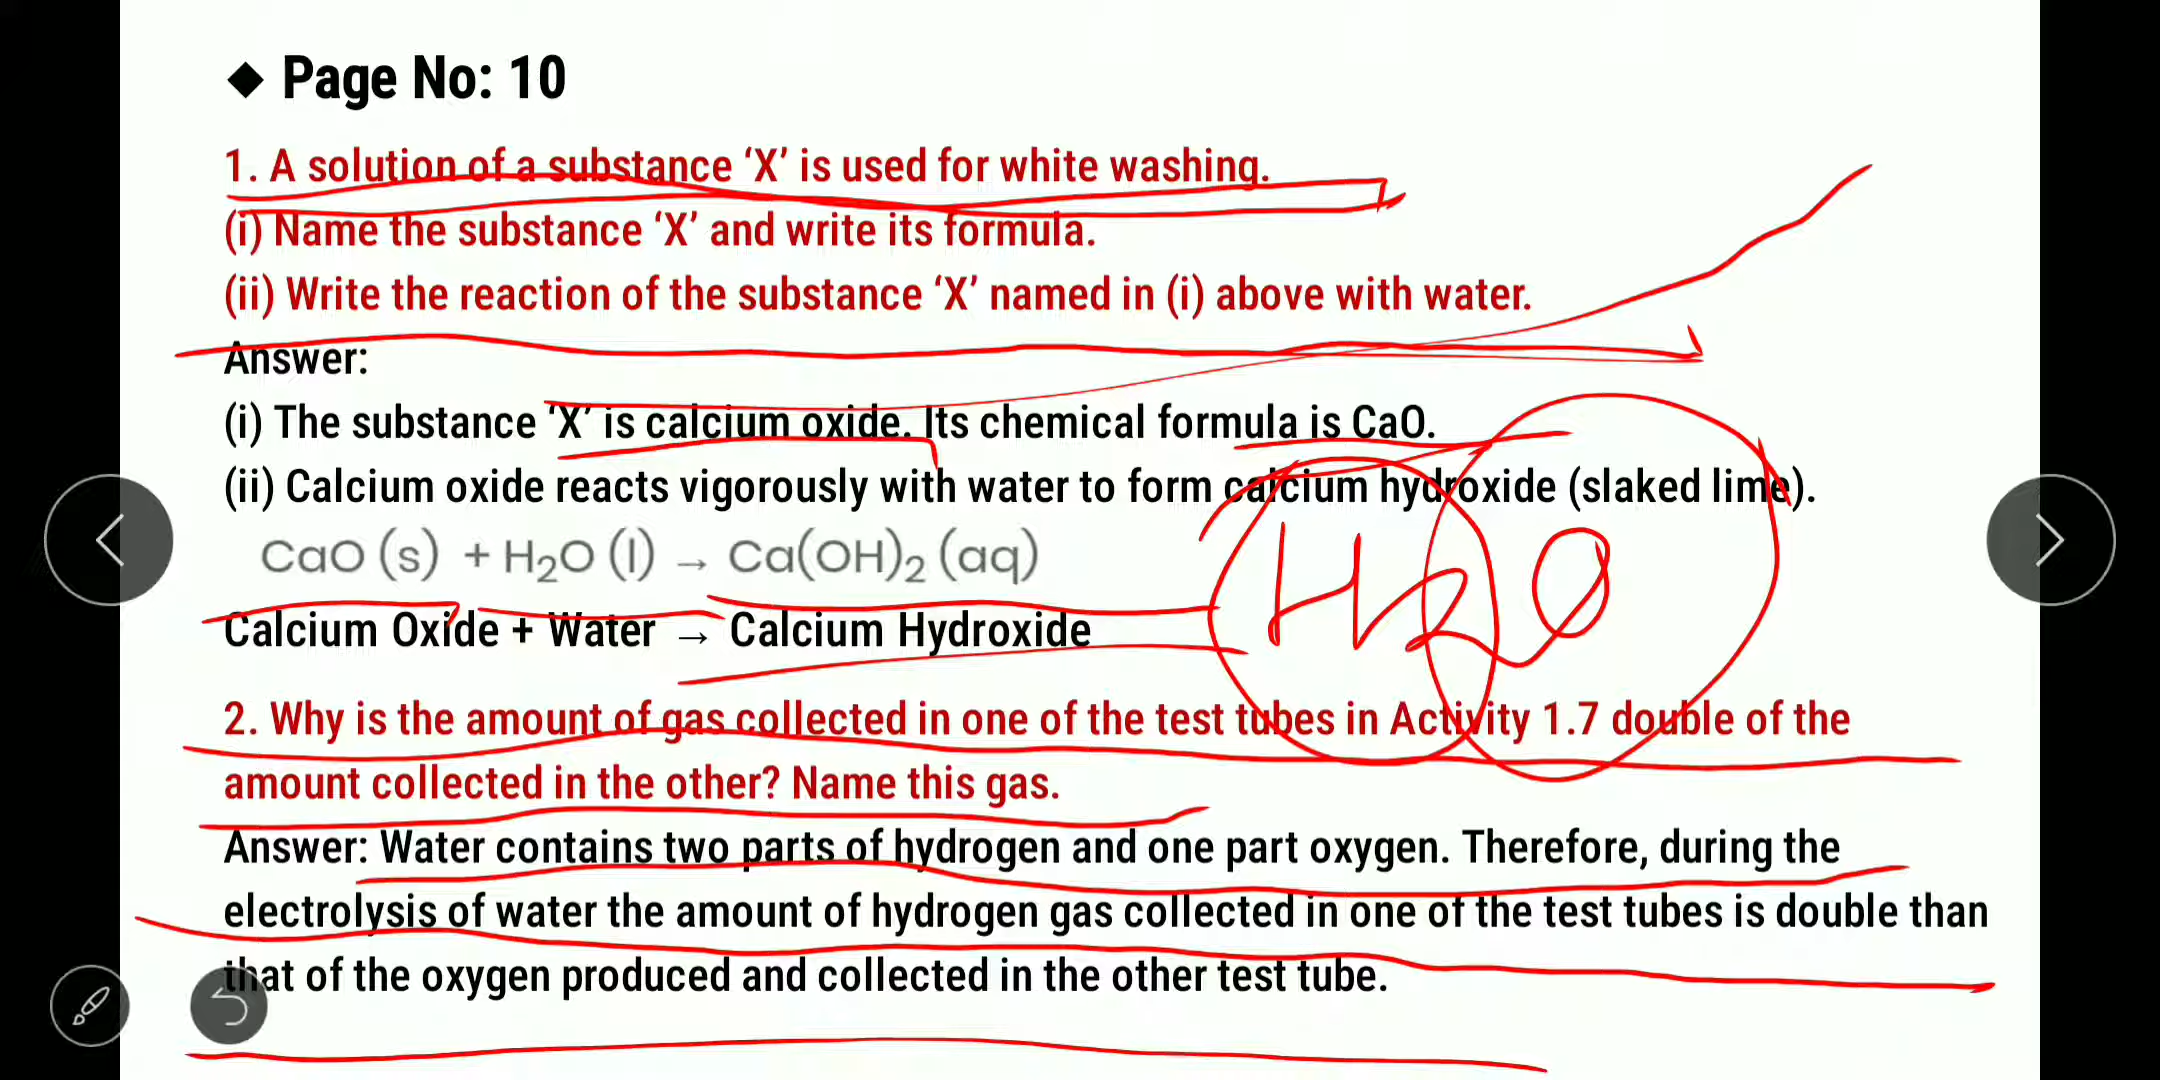 ◆ Page No: 10
1. A solution of a substance ‘X’ is used for white washing.
(i) Name the substance ‘X’ and write its formula.
(ii) Write the reaction of the substance ‘X’ named in (i) above with water.
Answer:
(i) The substance ‘X’ is calcium oxide. Its chemical formula is CaO.
(ii) Calcium oxide reacts vigorously with water to form calcium hydroxide (slaked lime).
CaO (s) + H₂O (l) → Ca(OH)₂ (aq)
H₂O
Calcium Oxide + Water → Calcium Hydroxide
2. Why is the amount of gas collected in one of the test tubes in Activity 1.7 double of the
amount collected in the other? Name this gas.
Answer: Water contains two parts of hydrogen and one part oxygen. Therefore, during the
electrolysis of water the amount of hydrogen gas collected in one of the test tubes is double than
that of the oxygen produced and collected in the other test tube.